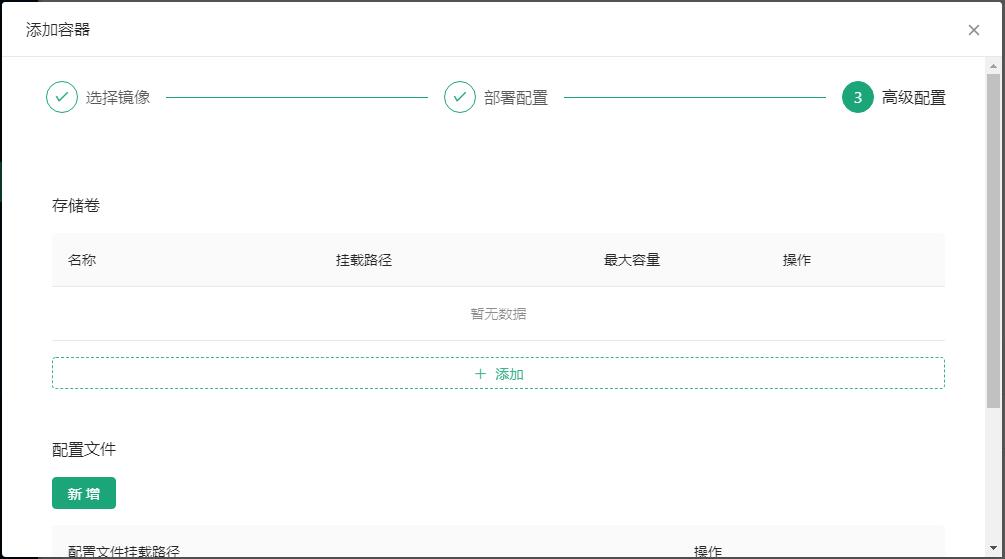 添加容器
选择镜像 部署配置 3 高级配置
存储卷
名称 挂载路径 最大容量 操作
暂无数据
+ 添加
配置文件
新增
配置文件挂载路径 操作